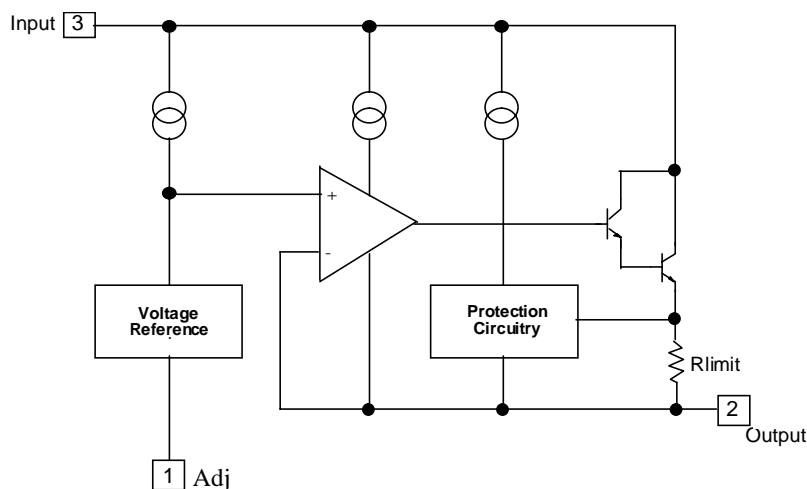 Input 3
+
-
Voltage
Reference
Protection
Circuitry
Rlimit
2
Output
1 Adj